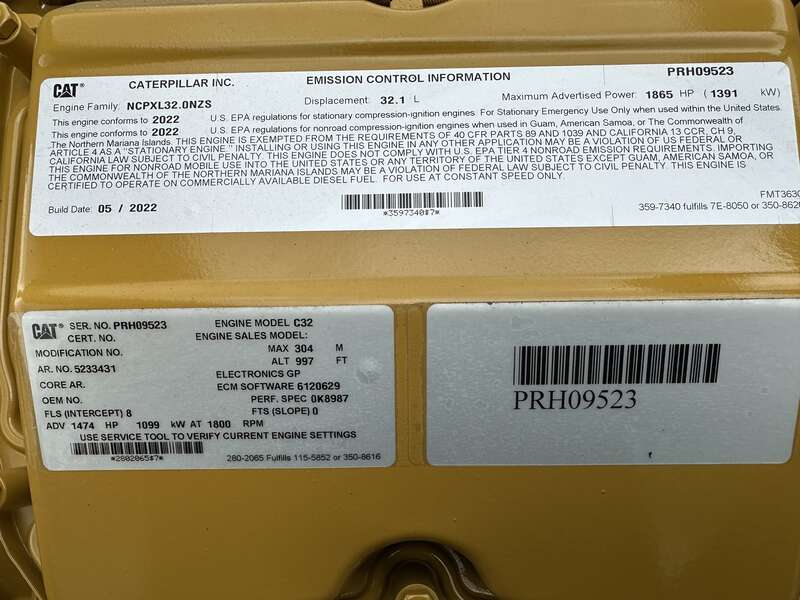 CAT® CATERPILLAR INC. EMISSION CONTROL INFORMATION PRH09523
Engine Family: NCPXL32.0NZS Displacement: 32.1 L Maximum Advertised Power: 1865 HP ( 1391 kW)
This engine conforms to 2022 U.S. EPA regulations for stationary compression-ignition engines. For Stationary Emergency Use Only when used within the United States.
This engine conforms to 2022 U.S. EPA regulations for nonroad compression-ignition engines when used in Guam, American Samoa, or The Commonwealth of
The Northern Mariana Islands. THIS ENGINE IS EXEMPTED FROM THE REQUIREMENTS OF 40 CFR PARTS 89 AND 1039 AND CALIFORNIA 13 CCR, CH 9,
ARTICLE 4 AS A "STATIONARY ENGINE." INSTALLING OR USING THIS ENGINE IN ANY OTHER APPLICATION MAY BE A VIOLATION OF US FEDERAL OR
CALIFORNIA LAW SUBJECT TO CIVIL PENALTY. THIS ENGINE DOES NOT COMPLY WITH U.S. EPA TIER 4 NONROAD EMISSION REQUIREMENTS. IMPORTING
THIS ENGINE FOR NONROAD USE INTO THE UNITED STATES OR ANY TERRITORY OF THE UNITED STATES EXCEPT GUAM, AMERICAN SAMOA, OR
THE COMMONWEALTH OF THE NORTHERN MARIANA ISLANDS MAY BE A VIOLATION OF FEDERAL LAW SUBJECT TO CIVIL PENALTY. THIS ENGINE IS
CERTIFIED TO OPERATE ON COMMERCIALLY AVAILABLE DIESEL FUEL. FOR USE AT CONSTANT SPEED ONLY.
Build Date: 05 / 2022
*3597340#7*
FMT3630
359-7340 fulfills 7E-8050 or 350-8620
CAT® SER. NO. PRH09523 ENGINE MODEL C32
CERT. NO. ENGINE SALES MODEL:
MODIFICATION NO. MAX 304 M
AR. NO. 5233431 ALT 997 FT
CORE AR. ELECTRONICS GP
OEM NO. ECM SOFTWARE 6120629
FLS (INTERCEPT) 8 PERF. SPEC 0K8987
FTS (SLOPE) 0
ADV 1474 HP 1099 kW AT 1800 RPM
USE SERVICE TOOL TO VERIFY CURRENT ENGINE SETTINGS
*2802065#7*
280-2065 Fulfills 115-5852 or 350-8616
PRH09523